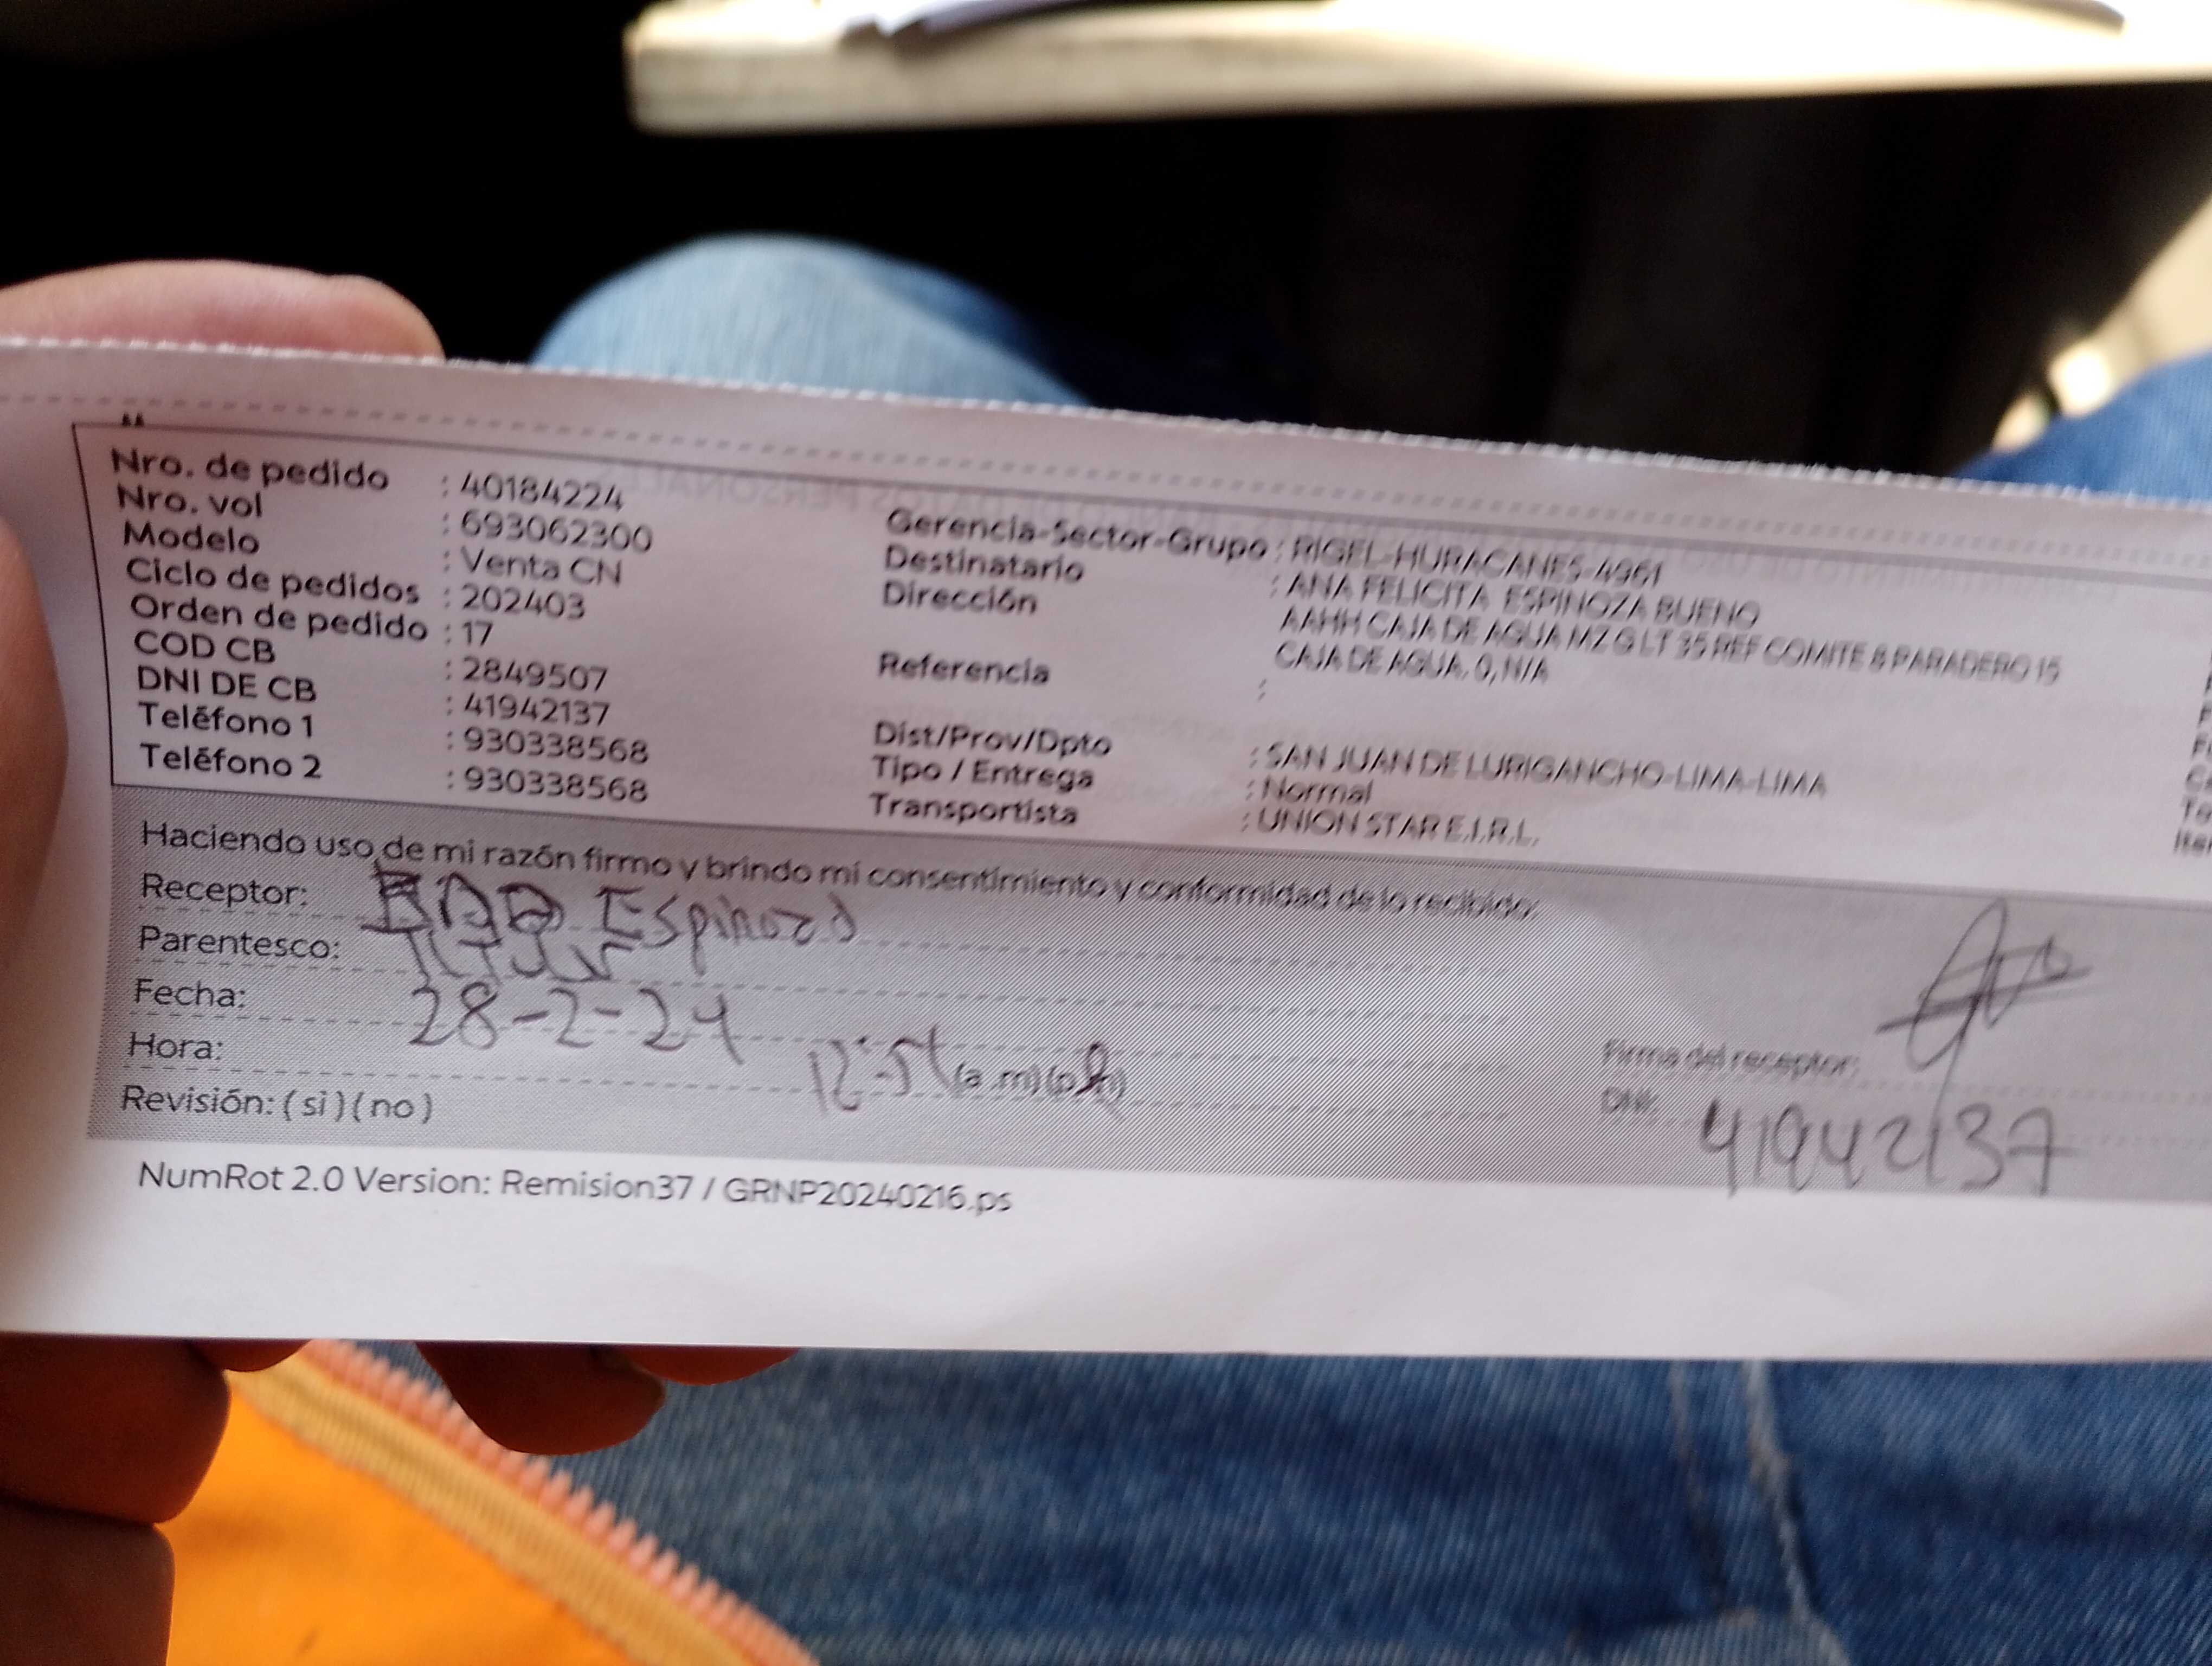 Nro. de pedido : 40184224
Nro. vol : 693062300
Modelo : Venta CN
Ciclo de pedidos : 202403
Orden de pedido : 17
COD CB : 2849507
DNI DE CB : 41942137
Teléfono 1 : 930338568
Teléfono 2 : 930338568
Gerencia-Sector-Grupo : RIGEL-HURACANES-4961
Destinatario : ANA FELICITA ESPINOZA BUENO
Dirección AAHH CAJA DE AGUA MZ G LT 35 REF COMITE 8 PARADERO 15
CAJA DE AGUA. 0, N/A
Referencia :
Dist/Prov/Dpto : SAN JUAN DE LURIGANCHO-LIMA-LIMA
Tipo / Entrega : Normal
Transportista : UNION STAR E.I.R.L.
Haciendo uso de mi razón firmo y brindo mi consentimiento y conformidad de lo recibido:
Receptor: Espinoza
Parentesco:
Fecha: 28-2-24
Hora: (a .m)(p.m)
Revisión: ( si ) ( no )
Firma del receptor:
DNI: 41942137
NumRot 2.0 Version: Remision37 / GRNP20240216.ps